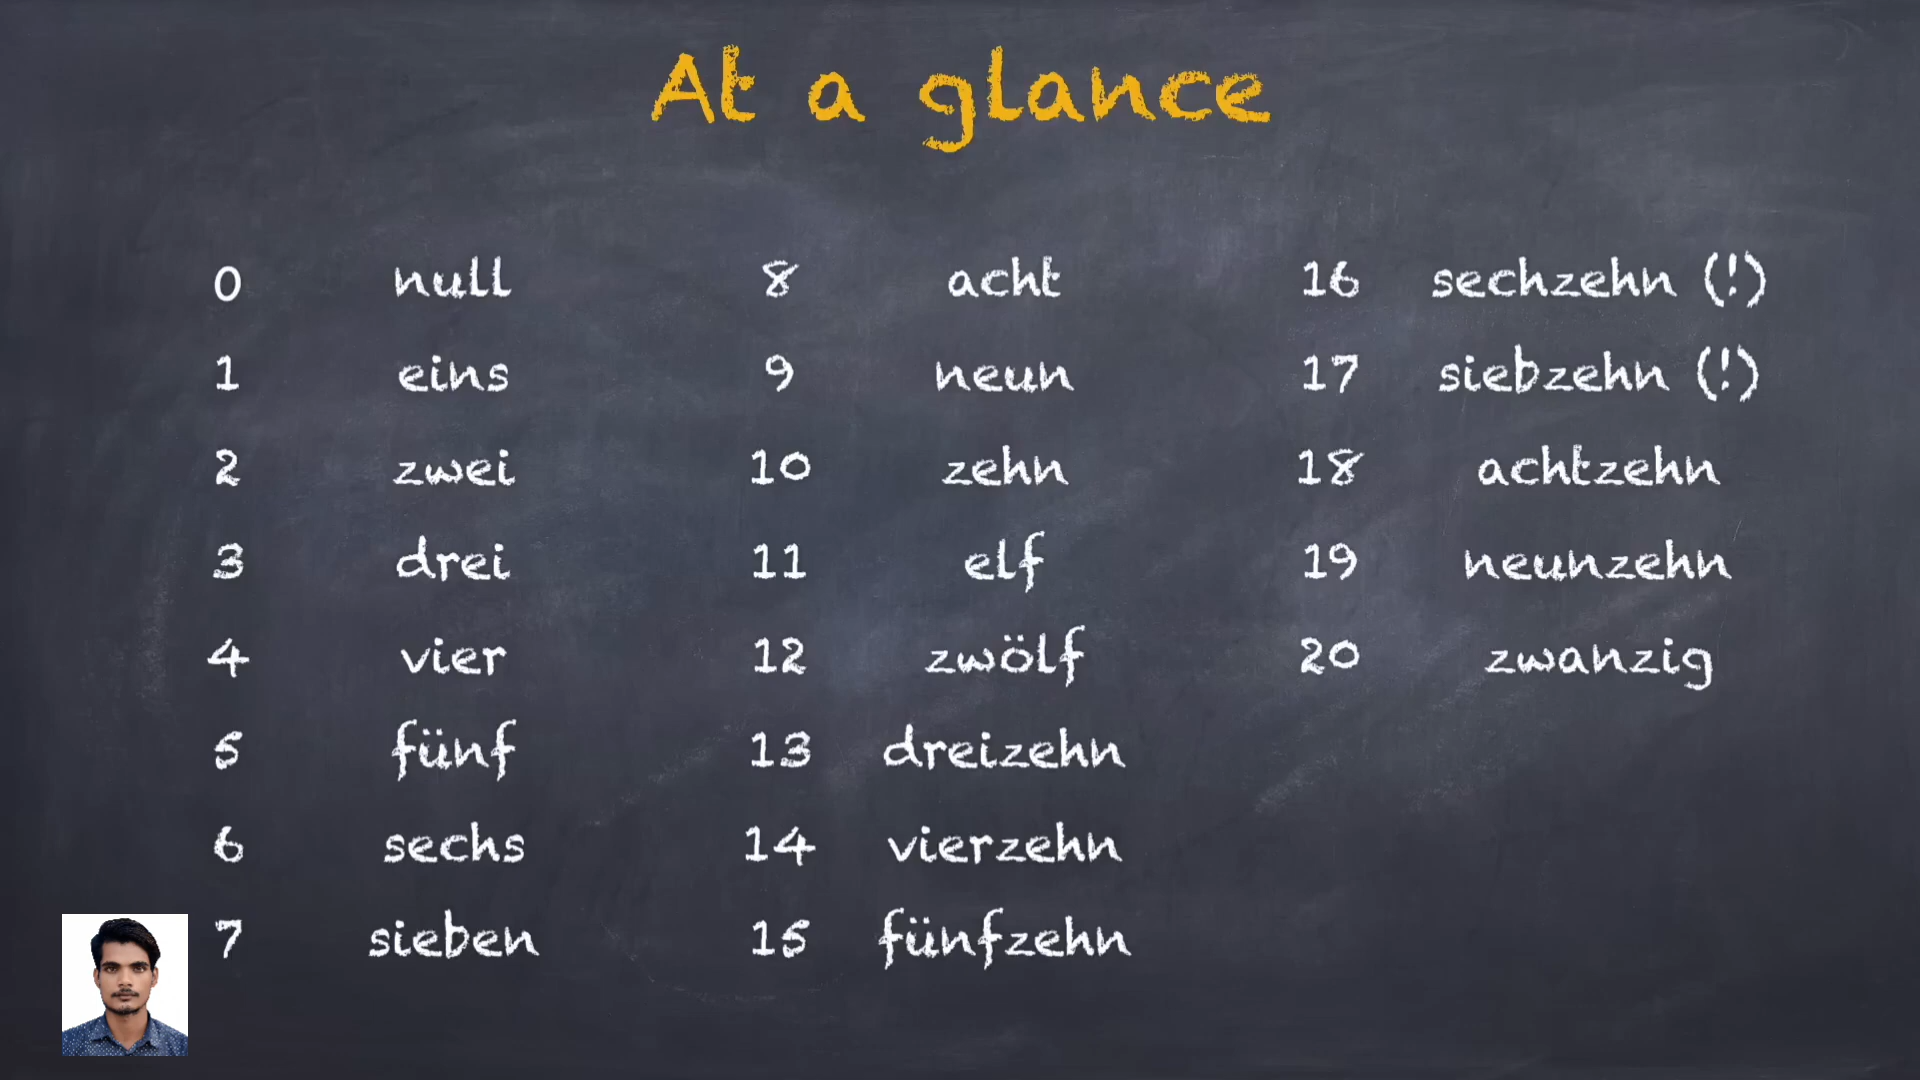 At a glance
0 null
1 eins
2 zwei
3 drei
4 vier
5 fünf
6 sechs
7 sieben
8 acht
9 neun
10 zehn
11 elf
12 zwölf
13 dreizehn
14 vierzehn
15 fünfzehn
16 sechzehn (!)
17 siebzehn (!)
18 achtzehn
19 neunzehn
20 zwanzig